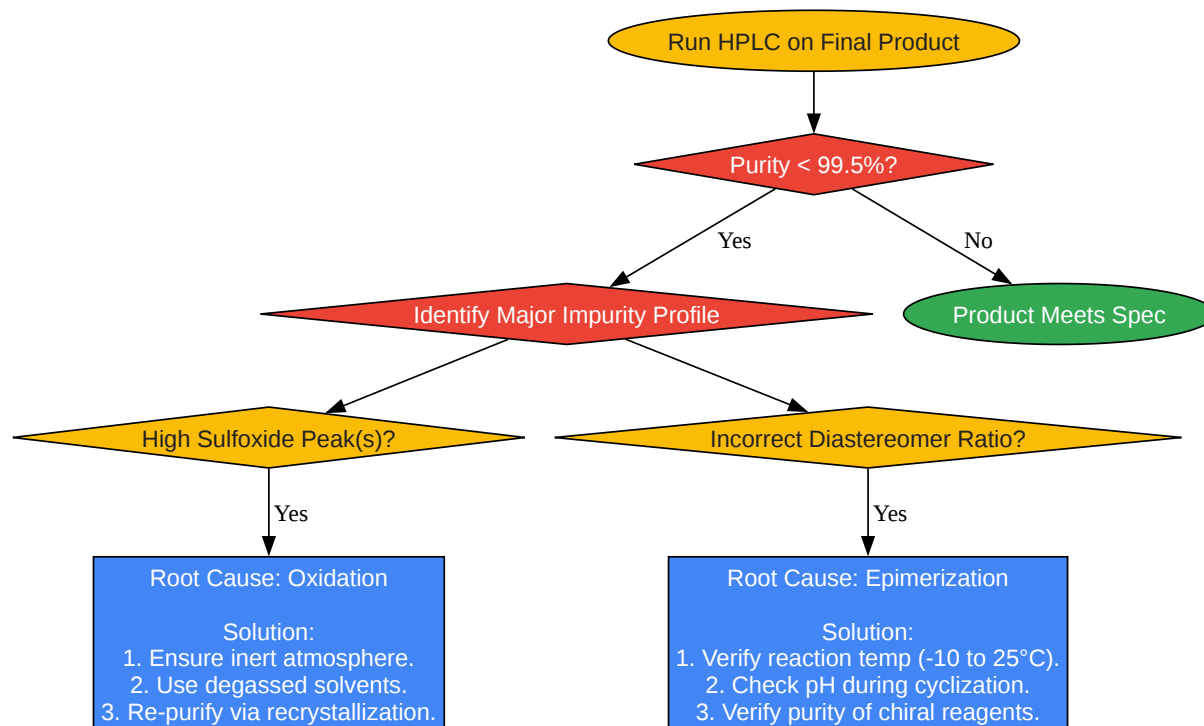 Run HPLC on Final Product
Purity < 99.5%?
Yes
No
Identify Major Impurity Profile
Product Meets Spec
High Sulfoxide Peak(s)?
Incorrect Diastereomer Ratio?
Yes
Yes
Root Cause: Oxidation
Solution:
1. Ensure inert atmosphere.
2. Use degassed solvents.
3. Re-purify via recrystallization.
Root Cause: Epimerization
Solution:
1. Verify reaction temp (-10 to 25°C).
2. Check pH during cyclization.
3. Verify purity of chiral reagents.